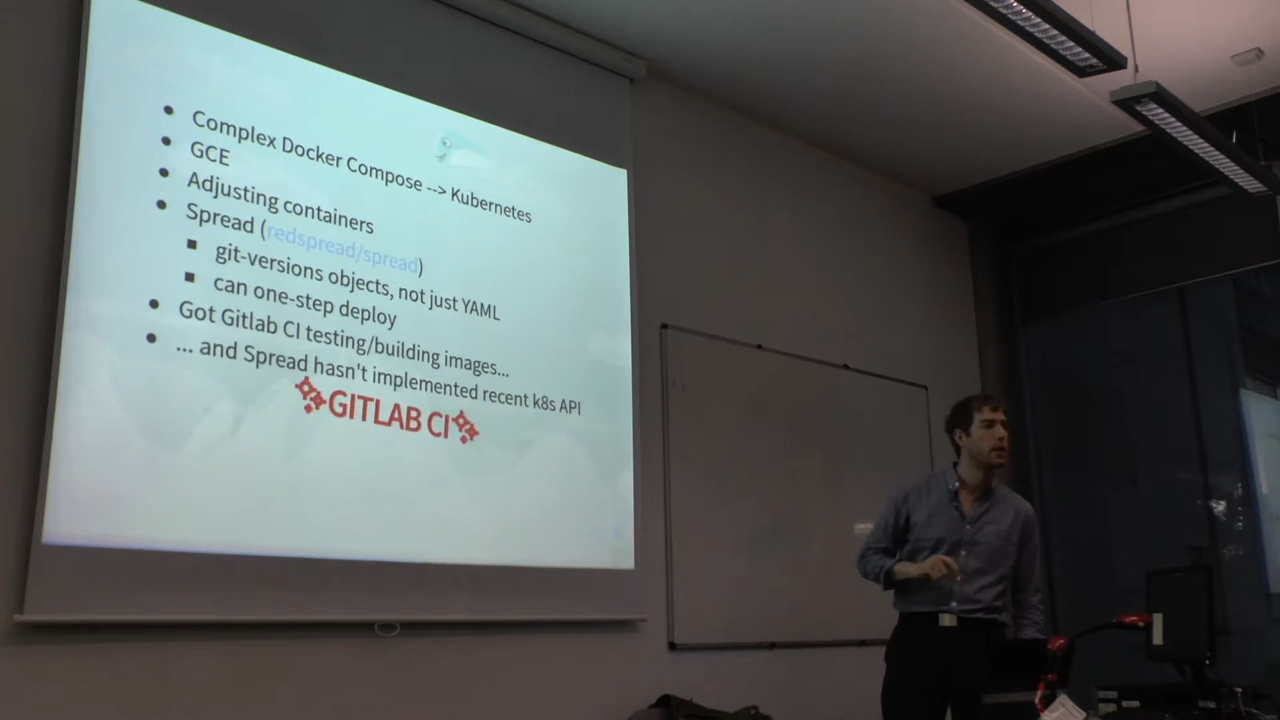 Complex Docker Compose --> Kubernetes
GCE
Adjusting containers
Spread (redspread/spread)
git-versions objects, not just YAML
can one-step deploy
Got Gitlab CI testing/building images...
... and Spread hasn't implemented recent k8s API
GITLAB CI